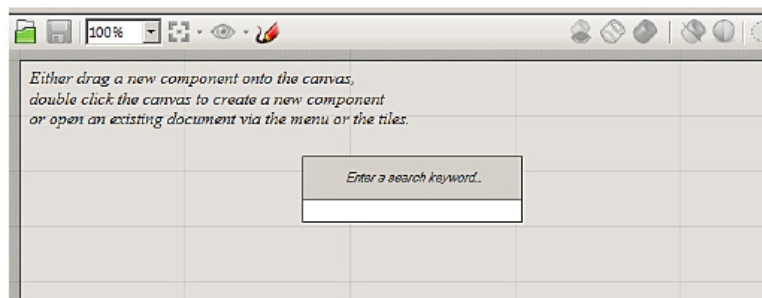 100%
Either drag a new component onto the canvas,
double click the canvas to create a new component
or open an existing document via the menu or the tiles.
Enter a search keyword..